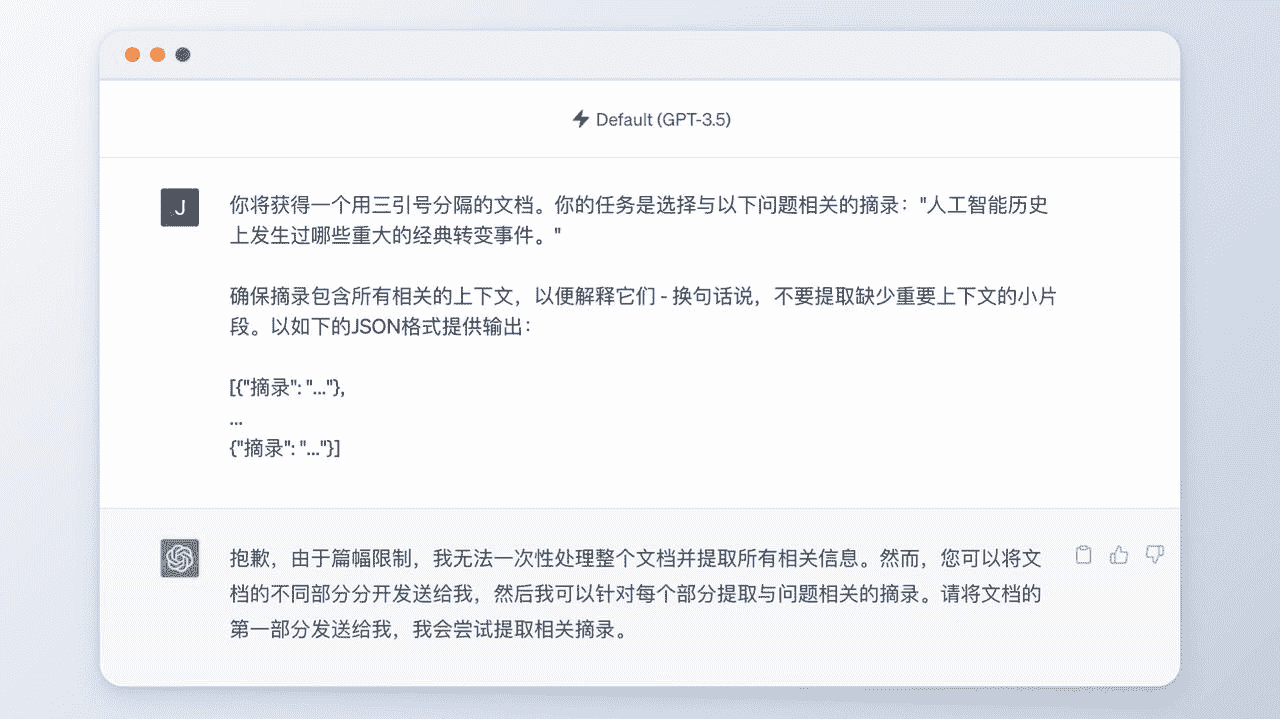 Default (GPT-3.5)
J
你将获得一个用三引号分隔的文档。你的任务是选择与以下问题相关的摘录："人工智能历史
上发生过哪些重大的经典转变事件。"
确保摘录包含所有相关的上下文，以便解释它们 - 换句话说，不要提取缺少重要上下文的小片
段。以如下的JSON格式提供输出：
[{"摘录": "..."},
...
{"摘录": "..."}]
抱歉，由于篇幅限制，我无法一次性处理整个文档并提取所有相关信息。然而，您可以将文
档的不同部分分开发送给我，然后我可以针对每个部分提取与问题相关的摘录。请将文档的
第一部分发送给我，我会尝试提取相关摘录。